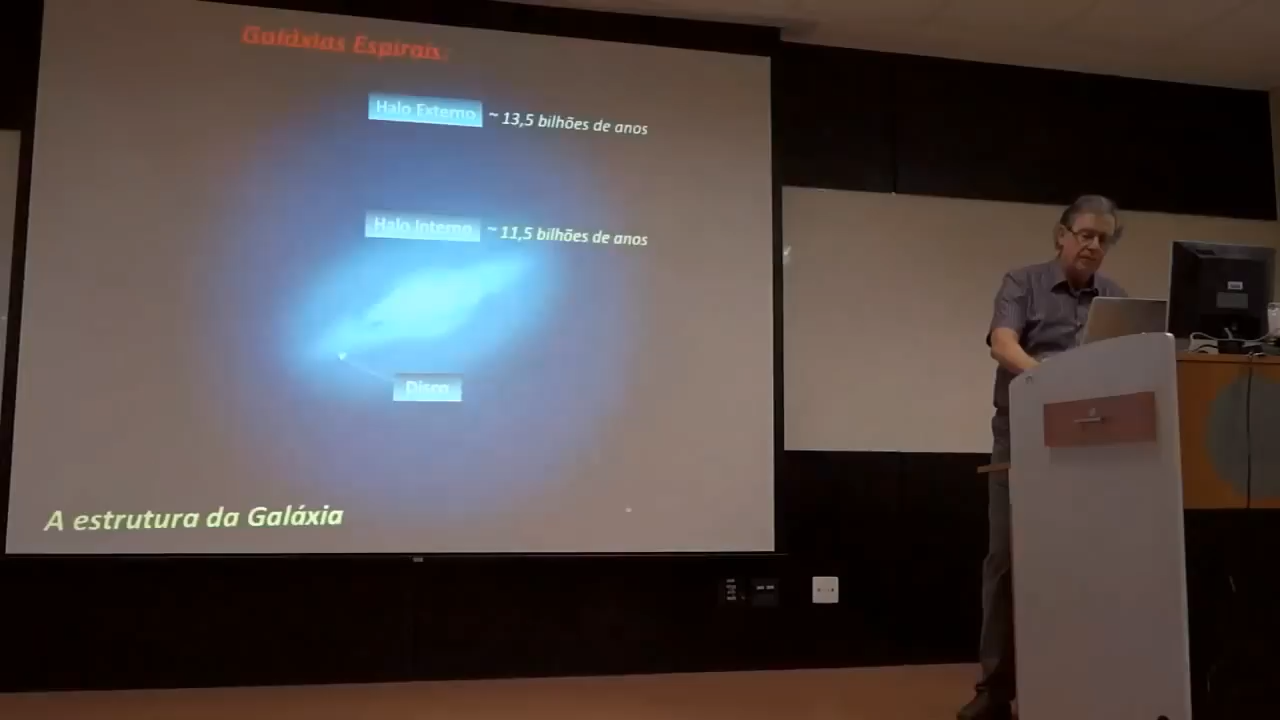 Galáxias Espirais:
Halo Externo ~ 13,5 bilhões de anos
Halo Interno ~ 11,5 bilhões de anos
Disco
A estrutura da Galáxia